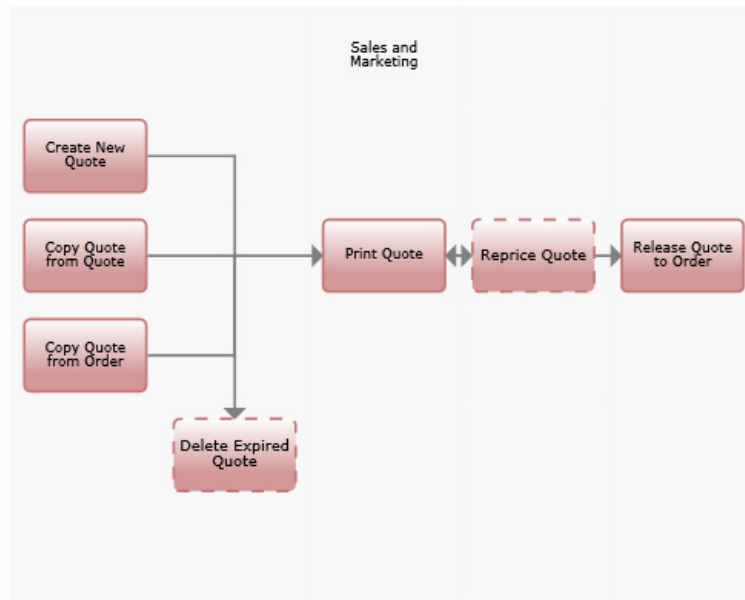 Sales and
Marketing
Create New
Quote
Copy Quote
from Quote
Print Quote
Reprice Quote
Release Quote
to Order
Copy Quote
from Order
Delete Expired
Quote